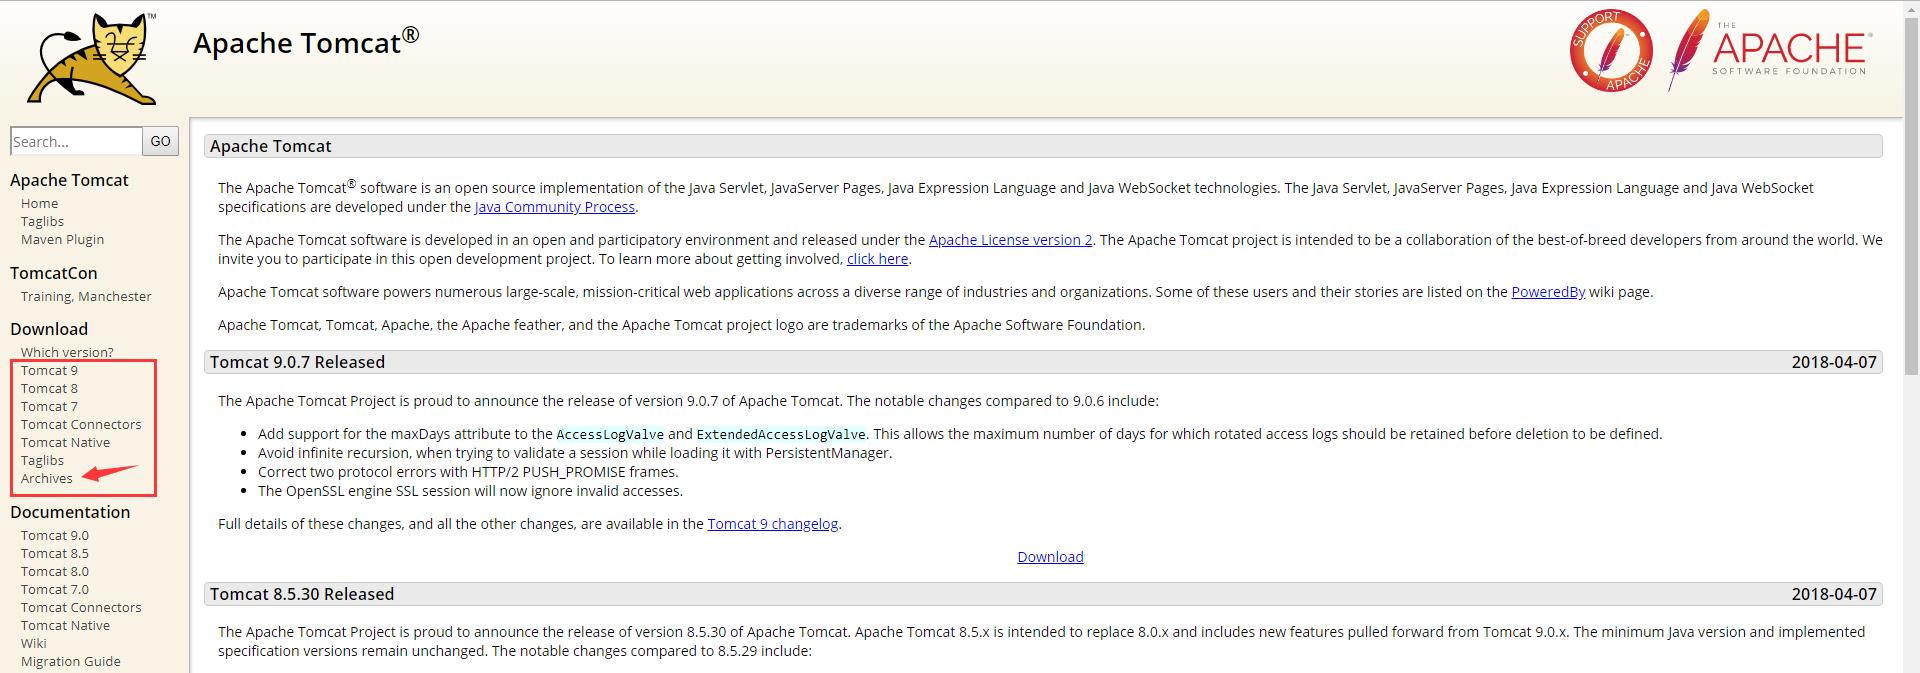 TM
Apache Tomcat®
SUPPORT APACHE
THE
APACHE®
SOFTWARE FOUNDATION
Search...
GO
Apache Tomcat
Home
Taglibs
Maven Plugin
TomcatCon
Training, Manchester
Download
Which version?
Tomcat 9
Tomcat 8
Tomcat 7
Tomcat Connectors
Tomcat Native
Taglibs
Archives
Documentation
Tomcat 9.0
Tomcat 8.5
Tomcat 8.0
Tomcat 7.0
Tomcat Connectors
Tomcat Native
Wiki
Migration Guide
Apache Tomcat
The Apache Tomcat® software is an open source implementation of the Java Servlet, JavaServer Pages, Java Expression Language and Java WebSocket technologies. The Java Servlet, JavaServer Pages, Java Expression Language and Java WebSocket
specifications are developed under the Java Community Process.
The Apache Tomcat software is developed in an open and participatory environment and released under the Apache License version 2. The Apache Tomcat project is intended to be a collaboration of the best-of-breed developers from around the world. We
invite you to participate in this open development project. To learn more about getting involved, click here.
Apache Tomcat software powers numerous large-scale, mission-critical web applications across a diverse range of industries and organizations. Some of these users and their stories are listed on the PoweredBy wiki page.
Apache Tomcat, Tomcat, Apache, the Apache feather, and the Apache Tomcat project logo are trademarks of the Apache Software Foundation.
Tomcat 9.0.7 Released 2018-04-07
The Apache Tomcat Project is proud to announce the release of version 9.0.7 of Apache Tomcat. The notable changes compared to 9.0.6 include:
• Add support for the maxDays attribute to the AccessLogValve and ExtendedAccessLogValve. This allows the maximum number of days for which rotated access logs should be retained before deletion to be defined.
• Avoid infinite recursion, when trying to validate a session while loading it with PersistentManager.
• Correct two protocol errors with HTTP/2 PUSH_PROMISE frames.
• The OpenSSL engine SSL session will now ignore invalid accesses.
Full details of these changes, and all the other changes, are available in the Tomcat 9 changelog.
Download
Tomcat 8.5.30 Released 2018-04-07
The Apache Tomcat Project is proud to announce the release of version 8.5.30 of Apache Tomcat. Apache Tomcat 8.5.x is intended to replace 8.0.x and includes new features pulled forward from Tomcat 9.0.x. The minimum Java version and implemented
specification versions remain unchanged. The notable changes compared to 8.5.29 include: